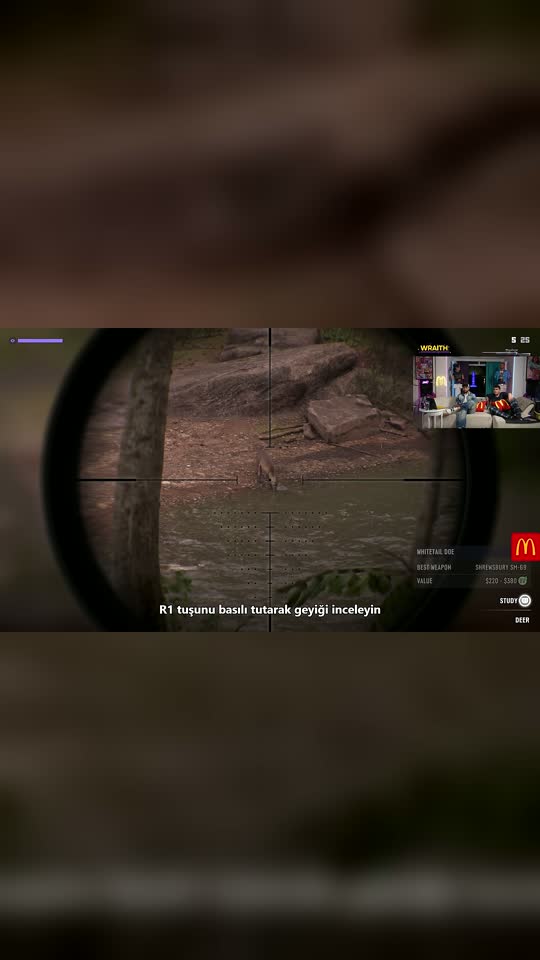 WRAITH
5 25
WHITETAIL DOE
BEST WEAPON SHREWSBURY SH-69
VALUE $220 - $380
STUDY
DEER
R1 tuşunu basılı tutarak geyiği inceleyin